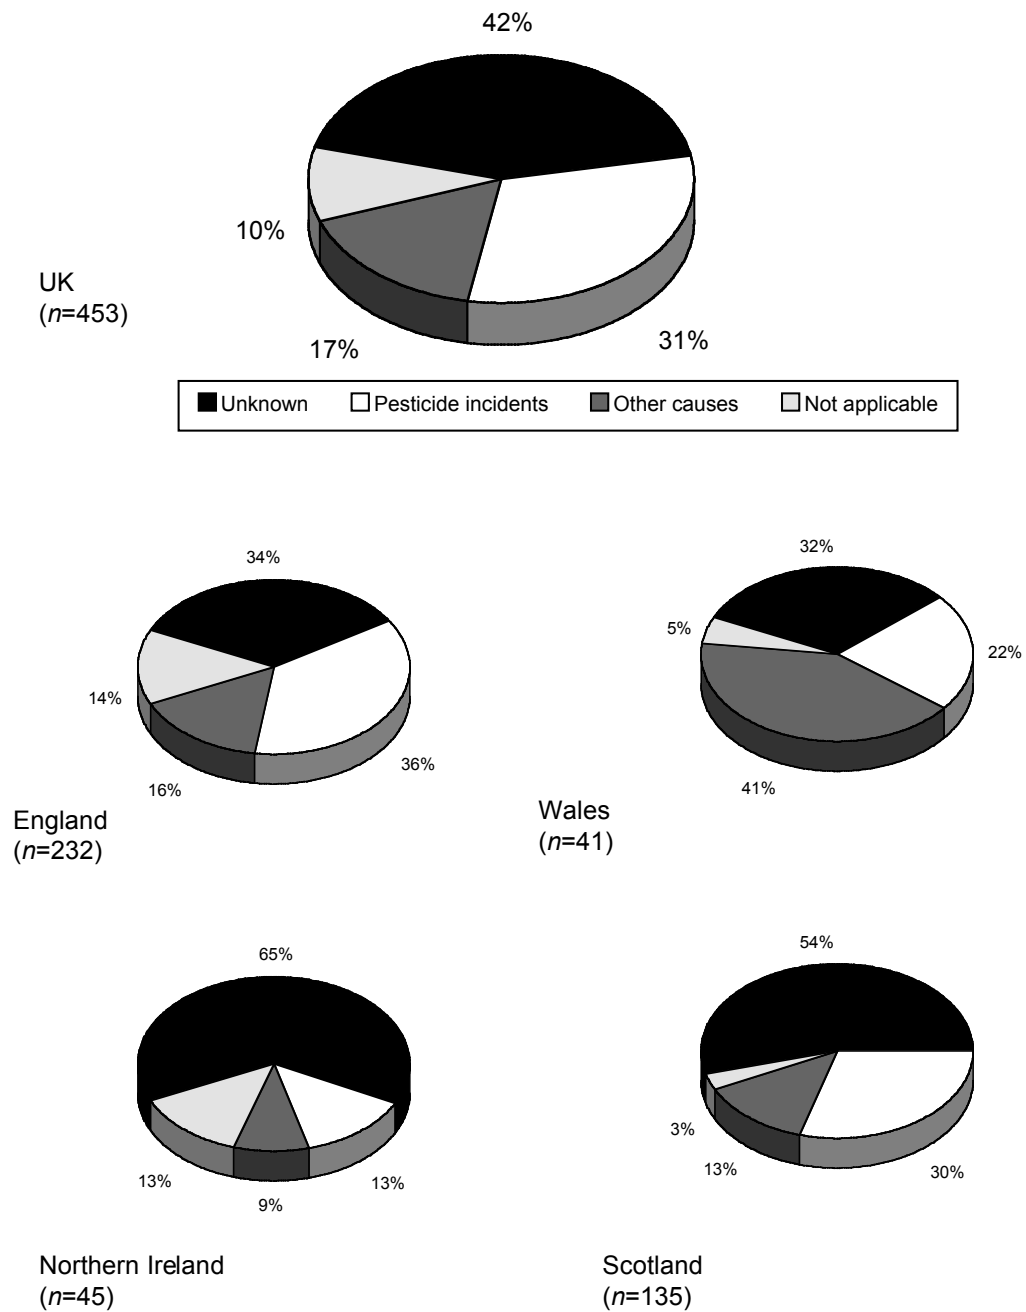 42%
10%
UK
(n=453)
17%
31%
Unknown Pesticide incidents Other causes Not applicable
34%
14%
36%
16%
England
(n=232)
32%
5%
22%
41%
Wales
(n=41)
65%
13%
13%
9%
Northern Ireland
(n=45)
54%
3%
13%
30%
Scotland
(n=135)